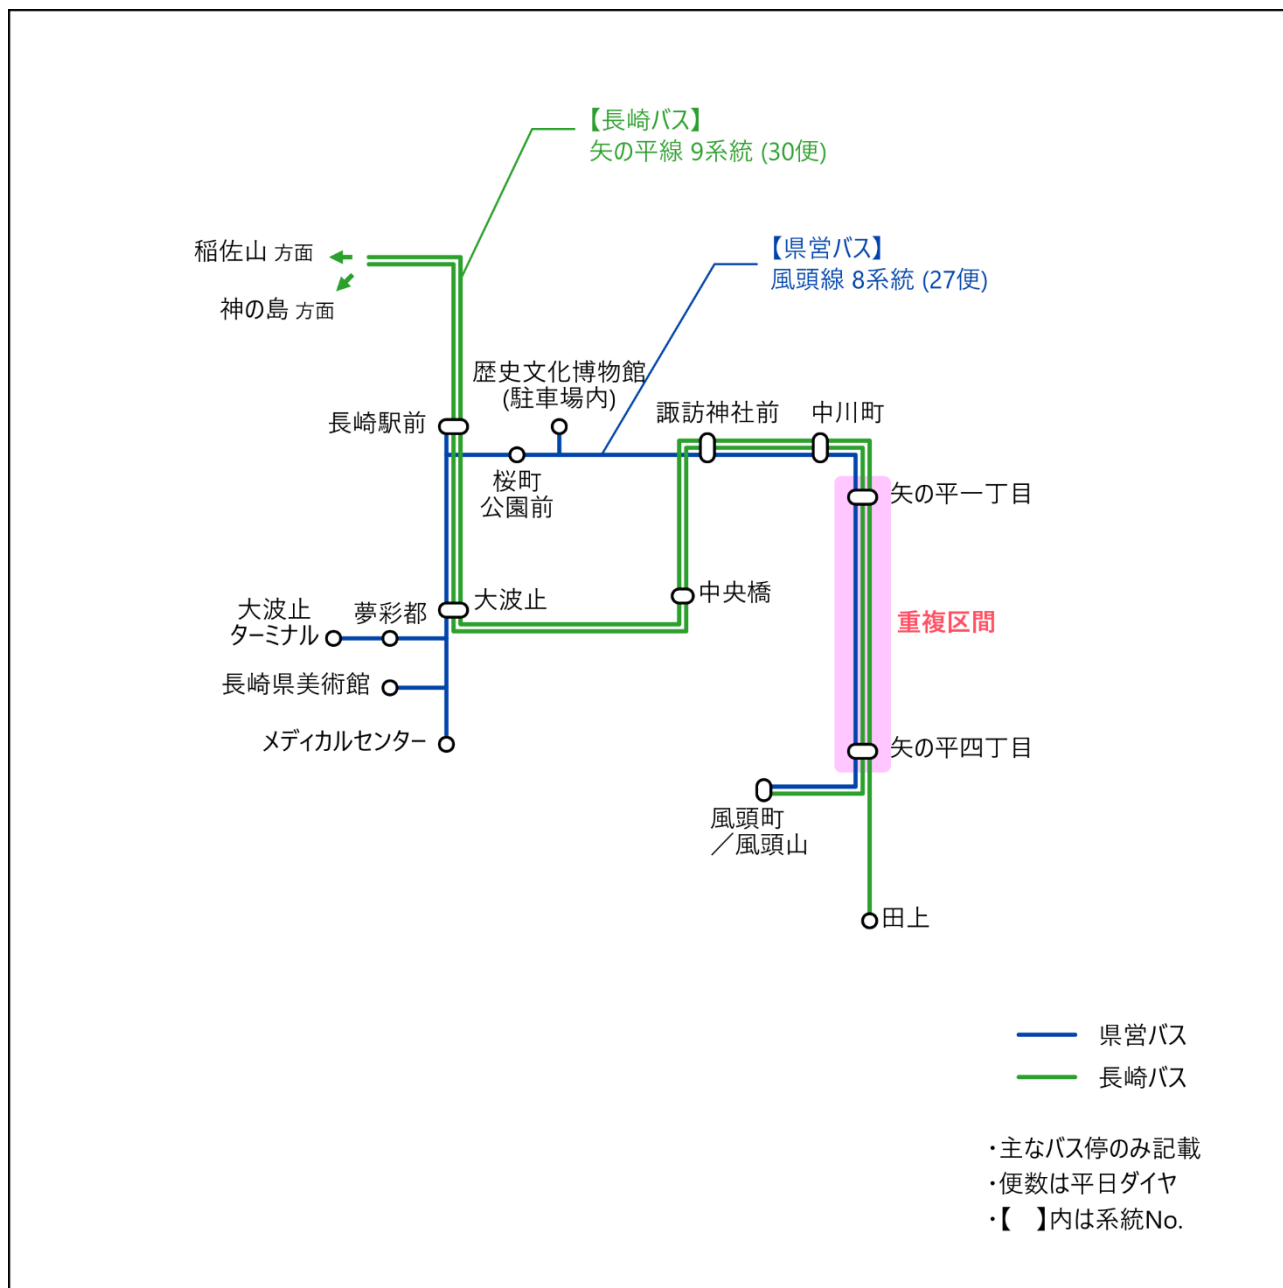 【長崎バス】
矢の平線 9系統 (30便)
【県営バス】
風頭線 8系統 (27便)
稲佐山 方面
神の島 方面
歴史文化博物館
(駐車場内)
長崎駅前
諏訪神社前
中川町
桜町
公園前
矢の平一丁目
大波止
ターミナル
夢彩都
大波止
中央橋
重複区間
長崎県美術館
メディカルセンター
矢の平四丁目
風頭町
／風頭山
田上
県営バス
長崎バス
・主なバス停のみ記載
・便数は平日ダイヤ
・【　】内は系統No.